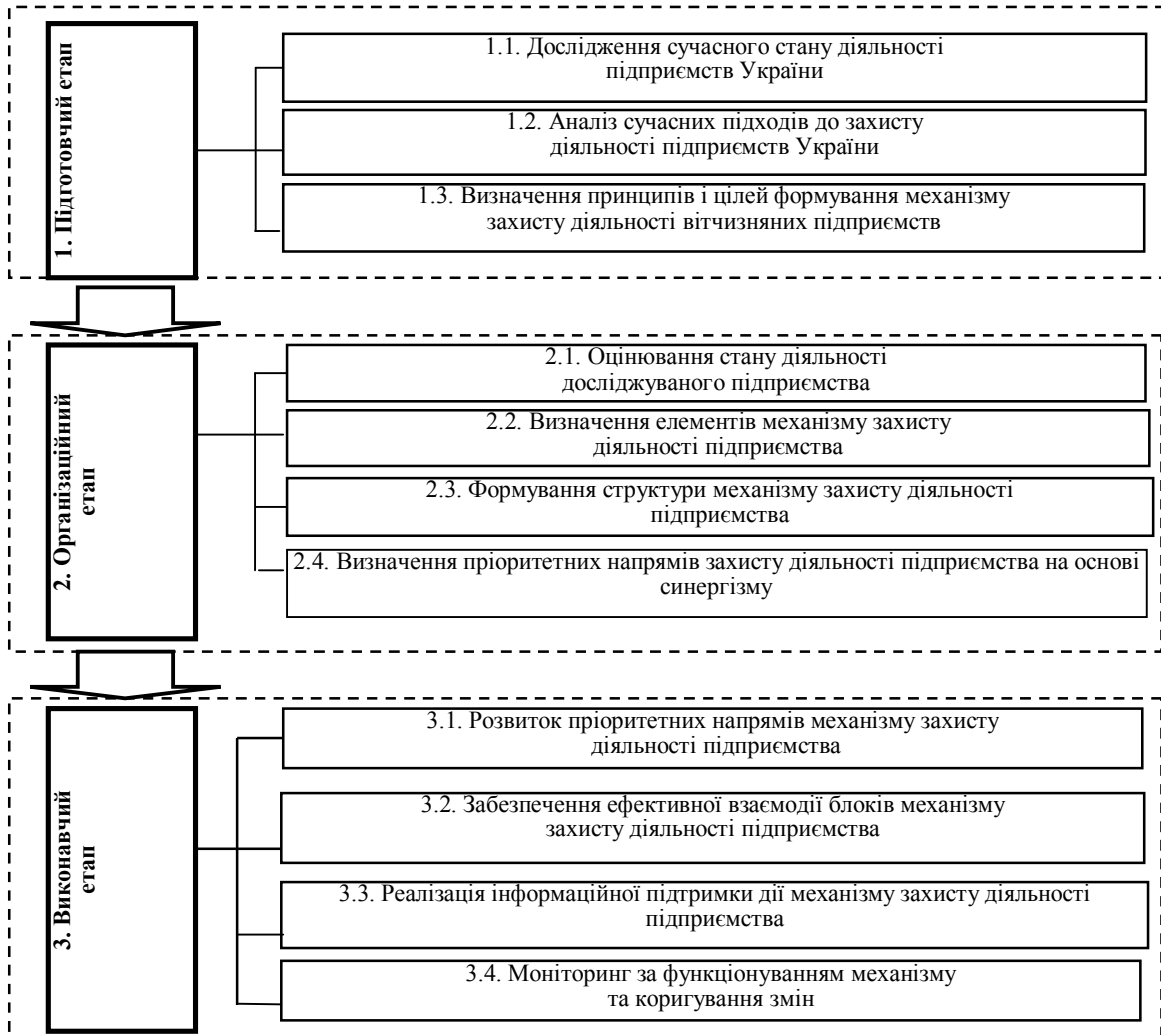 1. Підготовчий етап
1.1. Дослідження сучасного стану діяльності
підприємств України
1.2. Аналіз сучасних підходів до захисту
діяльності підприємств України
1.3. Визначення принципів і цілей формування механізму
захисту діяльності вітчизняних підприємств
2. Організаційний
етап
2.1. Оцінювання стану діяльності
досліджуваного підприємства
2.2. Визначення елементів механізму захисту
діяльності підприємства
2.3. Формування структури механізму захисту діяльності
підприємства
2.4. Визначення пріоритетних напрямів захисту діяльності підприємства на основі
синергізму
3. Виконавчий
етап
3.1. Розвиток пріоритетних напрямів механізму захисту
діяльності підприємства
3.2. Забезпечення ефективної взаємодії блоків механізму
захисту діяльності підприємства
3.3. Реалізація інформаційної підтримки дії механізму захисту діяльності
підприємства
3.4. Моніторинг за функціонуванням механізму
та коригування змін